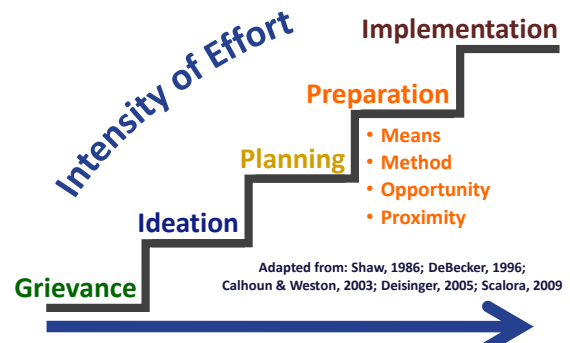 Intensity of Effort
Implementation
Preparation
• Means
• Method
• Opportunity
• Proximity
Planning
Ideation
Grievance
Adapted from: Shaw, 1986; DeBecker, 1996;
Calhoun & Weston, 2003; Deisinger, 2005; Scalora, 2009